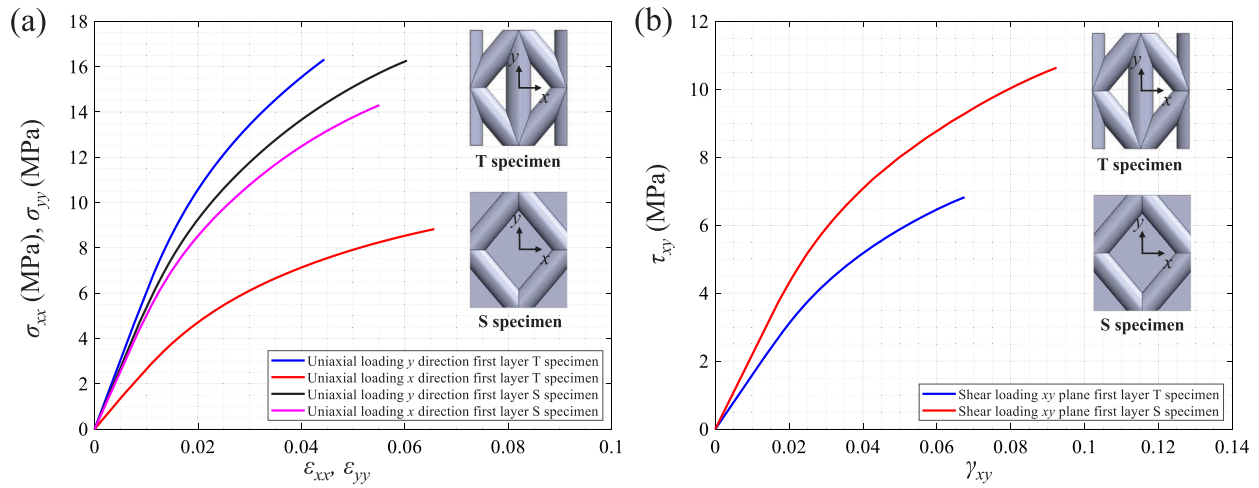 (a)
18
16
14
12
10
8
6
4
2
0
σxx (MPa), σyy (MPa)
0
0.02
0.04
0.06
0.08
0.1
εxx, εyy
y
x
T specimen
y
x
S specimen
Uniaxial loading y direction first layer T specimen
Uniaxial loading x direction first layer T specimen
Uniaxial loading y direction first layer S specimen
Uniaxial loading x direction first layer S specimen
(b)
12
10
8
6
4
2
0
τxy (MPa)
0
0.02
0.04
0.06
0.08
0.1
0.12
0.14
γxy
y
x
T specimen
y
x
S specimen
Shear loading xy plane first layer T specimen
Shear loading xy plane first layer S specimen